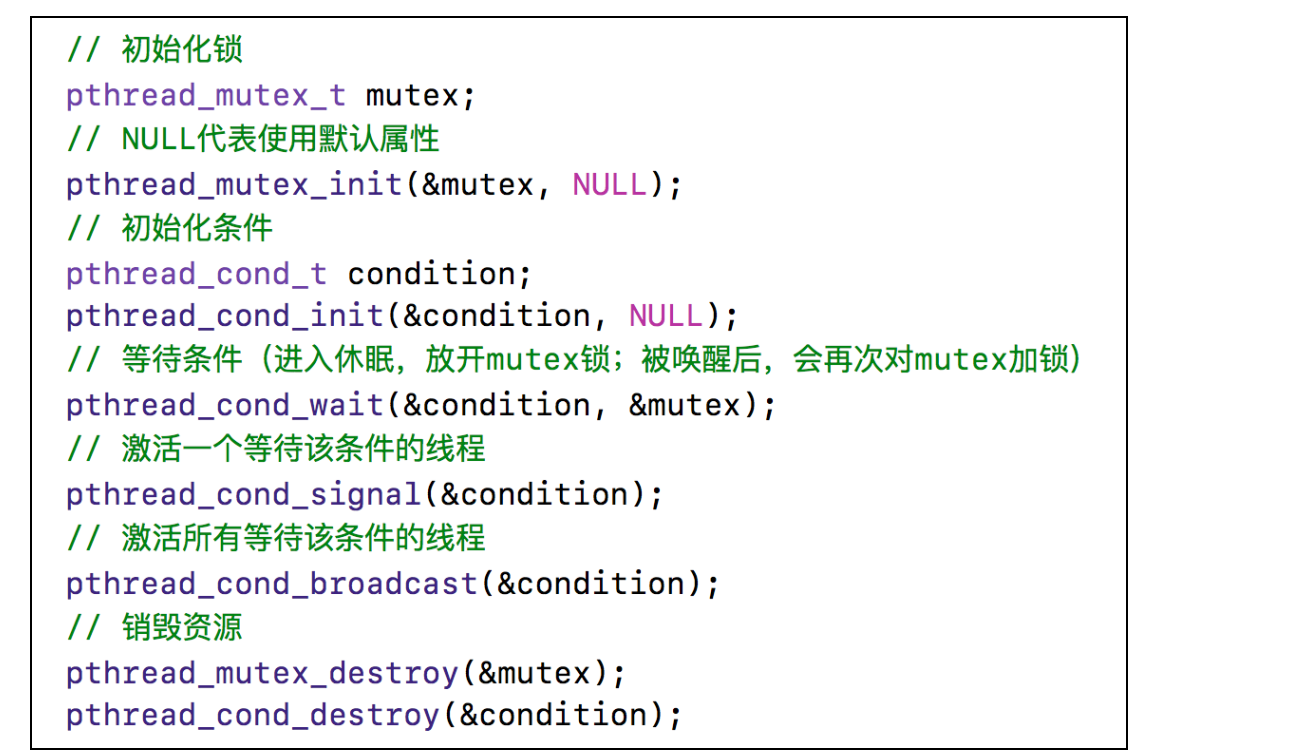 // 初始化锁
pthread_mutex_t mutex;
// NULL代表使用默认属性
pthread_mutex_init(&mutex, NULL);
// 初始化条件
pthread_cond_t condition;
pthread_cond_init(&condition, NULL);
// 等待条件（进入休眠，放开mutex锁；被唤醒后，会再次对mutex加锁）
pthread_cond_wait(&condition, &mutex);
// 激活一个等待该条件的线程
pthread_cond_signal(&condition);
// 激活所有等待该条件的线程
pthread_cond_broadcast(&condition);
// 销毁资源
pthread_mutex_destroy(&mutex);
pthread_cond_destroy(&condition);